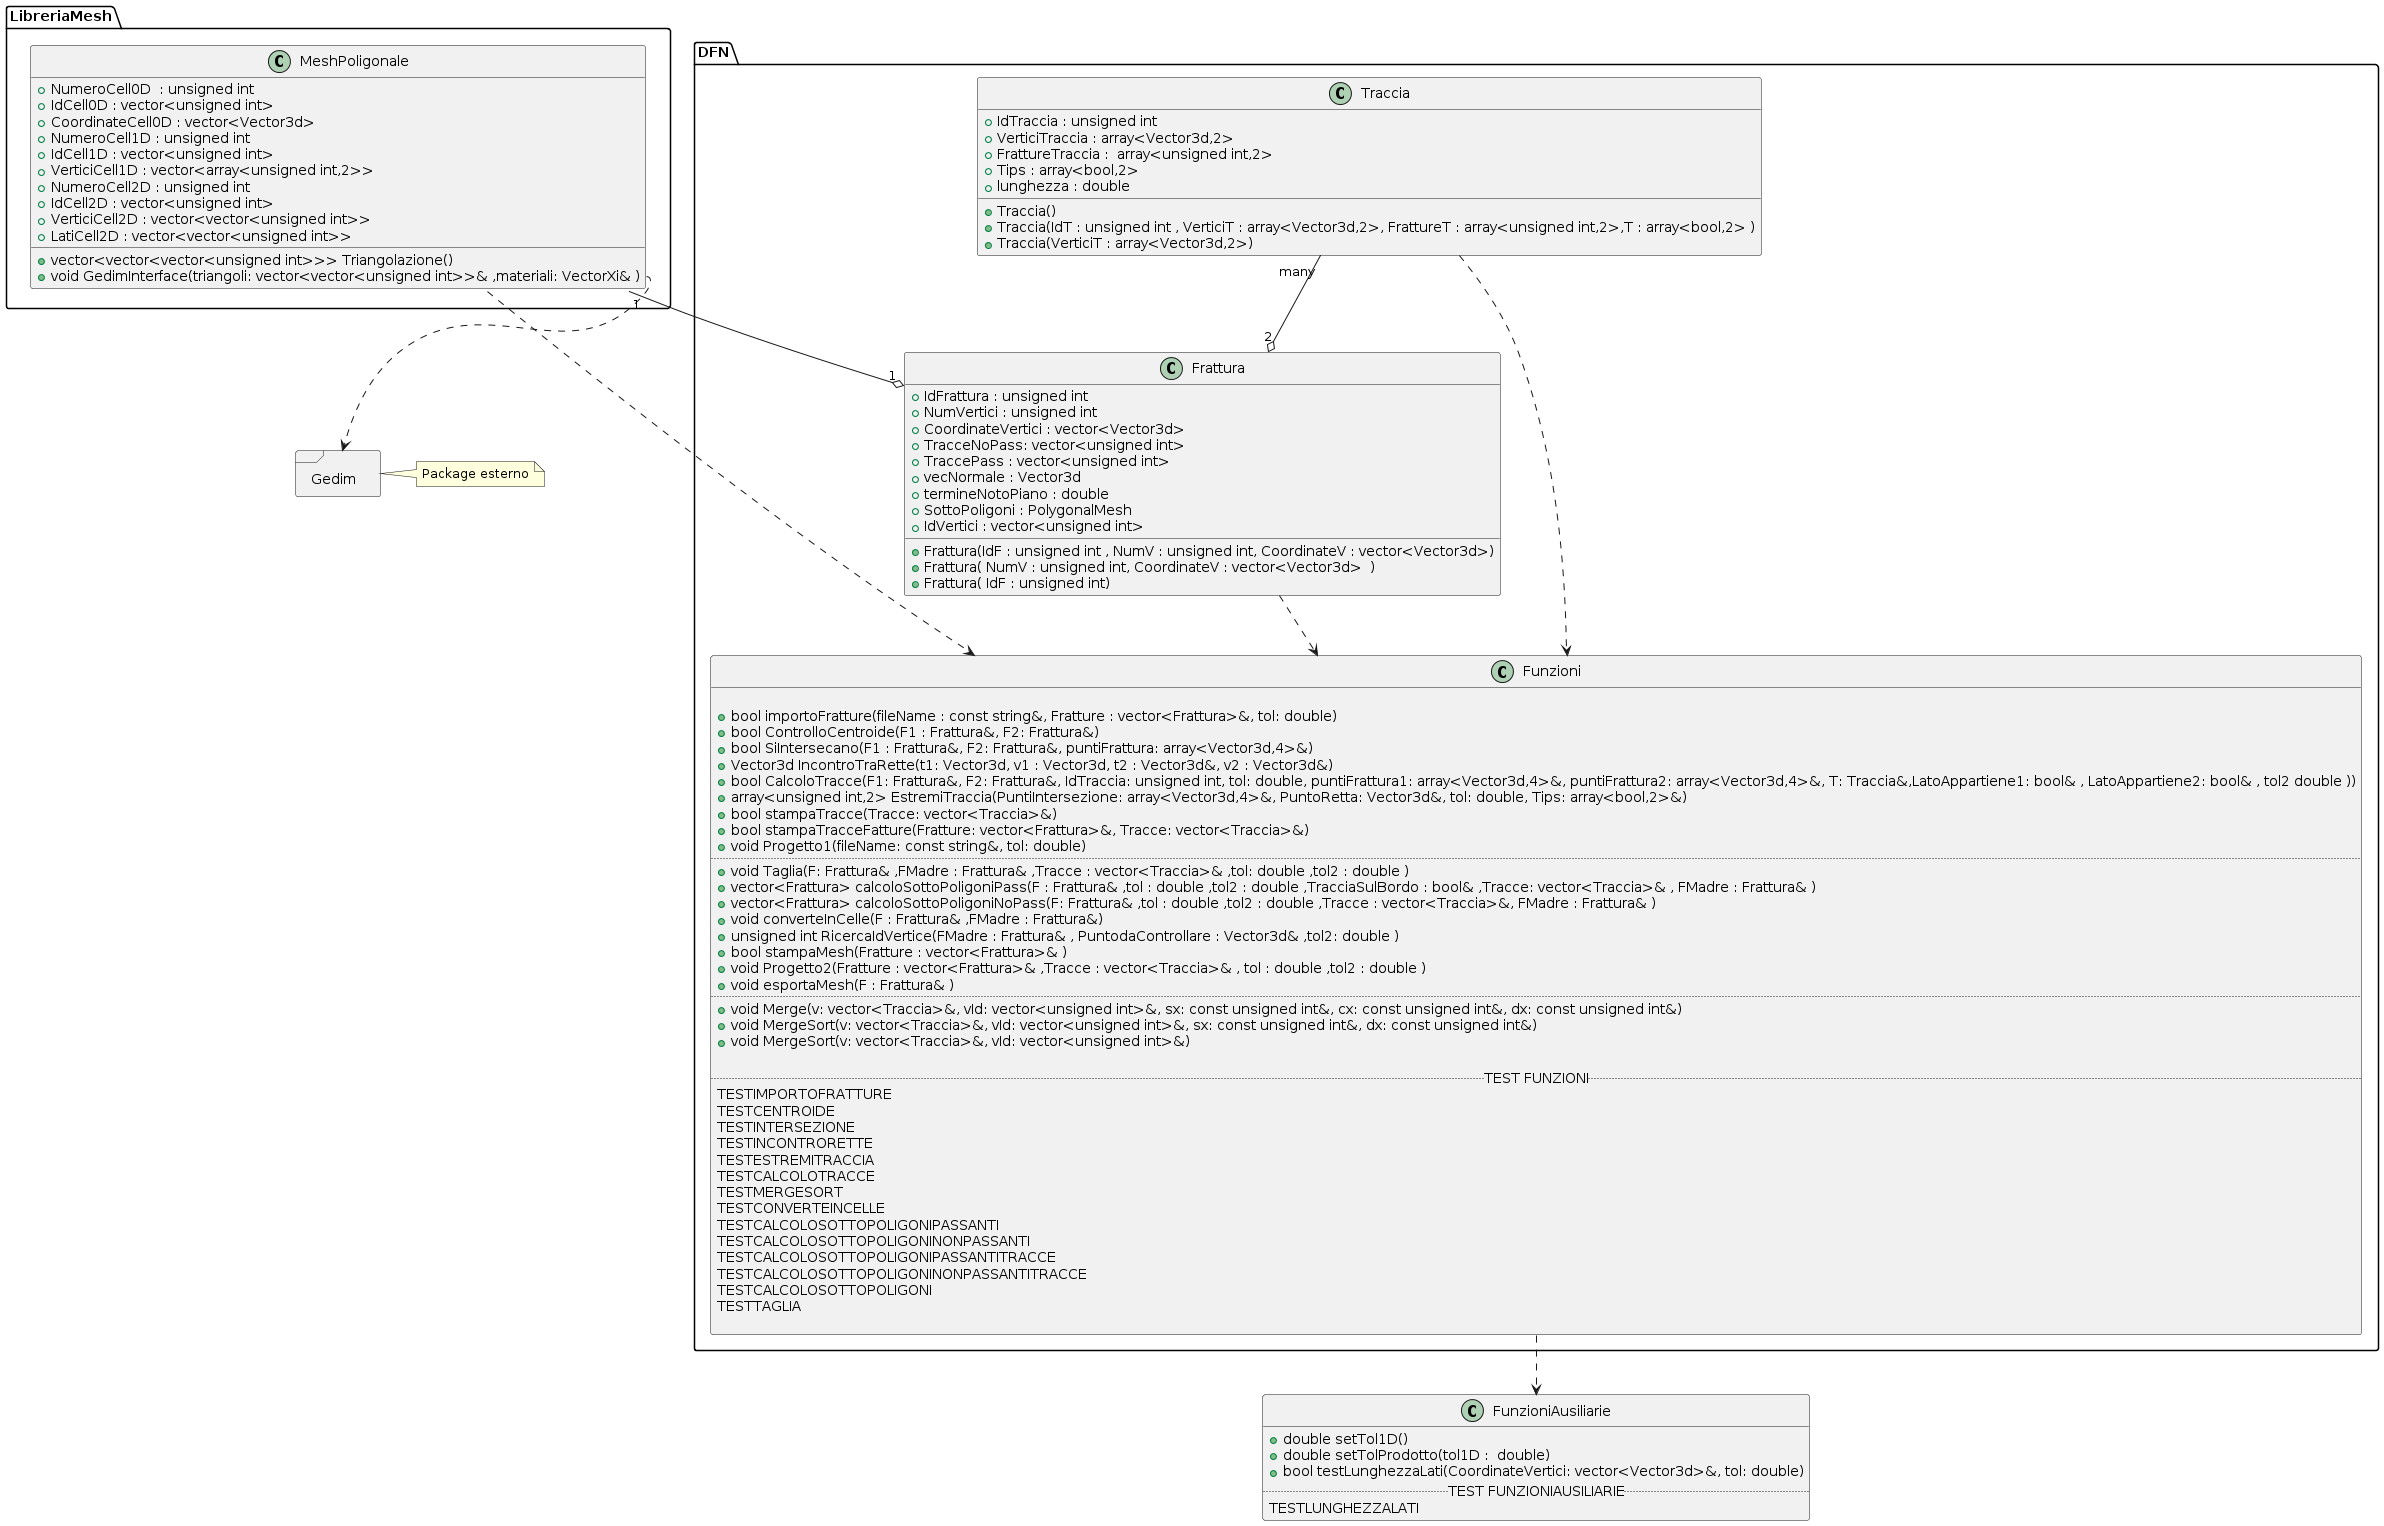 LibreriaMesh
C MeshPoligonale
NumeroCell0D : unsigned int
IdCell0D : vector<unsigned int>
CoordinateCell0D : vector<Vector3d>
NumeroCell1D : unsigned int
IdCell1D : vector<unsigned int>
VerticiCell1D : vector<array<unsigned int,2>>
NumeroCell2D : unsigned int
IdCell2D : vector<unsigned int>
VerticiCell2D : vector<vector<unsigned int>>
LatiCell2D : vector<vector<unsigned int>>
vector<vector<vector<unsigned int>>> Triangolazione()
void GedimInterface(triangoli: vector<vector<unsigned int>>& ,materiali: VectorXi& )
DFN
C Traccia
IdTraccia : unsigned int
VerticiTraccia : array<Vector3d,2>
FrattureTraccia :  array<unsigned int,2>
Tips : array<bool,2>
lunghezza : double
Traccia()
Traccia(IdT : unsigned int , VerticiT : array<Vector3d,2>, FrattureT : array<unsigned int,2>,T : array<bool,2> )
Traccia(VerticiT : array<Vector3d,2>)
many
1
2
1
C Frattura
IdFrattura : unsigned int
NumVertici : unsigned int
CoordinateVertici : vector<Vector3d>
TracceNoPass: vector<unsigned int>
TraccePass : vector<unsigned int>
vecNormale : Vector3d
termineNotoPiano : double
SottoPoligoni : PolygonalMesh
IdVertici : vector<unsigned int>
Frattura(IdF : unsigned int , NumV : unsigned int, CoordinateV : vector<Vector3d>)
Frattura( NumV : unsigned int, CoordinateV : vector<Vector3d>  )
Frattura( IdF : unsigned int)
Gedim
Package esterno
C Funzioni
bool importoFratture(fileName : const string&, Fratture : vector<Frattura>&, tol: double)
bool ControlloCentroide(F1 : Frattura&, F2: Frattura&)
bool SiIntersecano(F1 : Frattura&, F2: Frattura&, puntiFrattura: array<Vector3d,4>&)
Vector3d IncontroTraRette(t1: Vector3d, v1 : Vector3d, t2 : Vector3d&, v2 : Vector3d&)
bool CalcoloTracce(F1: Frattura&, F2: Frattura&, IdTraccia: unsigned int, tol: double, puntiFrattura1: array<Vector3d,4>&, puntiFrattura2: array<Vector3d,4>&, T: Traccia&,LatoAppartiene1: bool& , LatoAppartiene2: bool& , tol2 double ))
array<unsigned int,2> EstremiTraccia(PuntiIntersezione: array<Vector3d,4>&, PuntoRetta: Vector3d&, tol: double, Tips: array<bool,2>&)
bool stampaTracce(Tracce: vector<Traccia>&)
bool stampaTracceFatture(Fratture: vector<Frattura>&, Tracce: vector<Traccia>&)
void Progetto1(fileName: const string&, tol: double)
void Taglia(F: Frattura& ,FMadre : Frattura& ,Tracce : vector<Traccia>& ,tol: double ,tol2 : double )
vector<Frattura> calcoloSottoPoligoniPass(F : Frattura& ,tol : double ,tol2 : double ,TracciaSulBordo : bool& ,Tracce: vector<Traccia>& , FMadre : Frattura& )
vector<Frattura> calcoloSottoPoligoniNoPass(F: Frattura& ,tol : double ,tol2 : double ,Tracce : vector<Traccia>&, FMadre : Frattura& )
void converteInCelle(F : Frattura& ,FMadre : Frattura&)
unsigned int RicercaIdVertice(FMadre : Frattura& , PuntodaControllare : Vector3d& ,tol2: double )
bool stampaMesh(Fratture : vector<Frattura>& )
void Progetto2(Fratture : vector<Frattura>& ,Tracce : vector<Traccia>& , tol : double ,tol2 : double )
void esportaMesh(F : Frattura& )
void Merge(v: vector<Traccia>&, vId: vector<unsigned int>&, sx: const unsigned int&, cx: const unsigned int&, dx: const unsigned int&)
void MergeSort(v: vector<Traccia>&, vId: vector<unsigned int>&, sx: const unsigned int&, dx: const unsigned int&)
void MergeSort(v: vector<Traccia>&, vId: vector<unsigned int>&)
TEST FUNZIONI
TESTIMPORTOFRATTURE
TESTCENTROIDE
TESTINTERSEZIONE
TESTINCONTRORETTE
TESTESTREMITRACCIA
TESTCALCOLOTRACCE
TESTMERGESORT
TESTCONVERTEINCELLE
TESTCALCOLOSOTTOPOLIGONIPASSANTI
TESTCALCOLOSOTTOPOLIGONINONPASSANTI
TESTCALCOLOSOTTOPOLIGONIPASSANTITRACCE
TESTCALCOLOSOTTOPOLIGONINONPASSANTITRACCE
TESTCALCOLOSOTTOPOLIGONI
TESTTAGLIA
C FunzioniAusiliarie
double setTol1D()
double setTolProdotto(tol1D :  double)
bool testLunghezzaLati(CoordinateVertici: vector<Vector3d>&, tol: double)
TEST FUNZIONIAUSILIARIE
TESTLUNGHEZZALATI